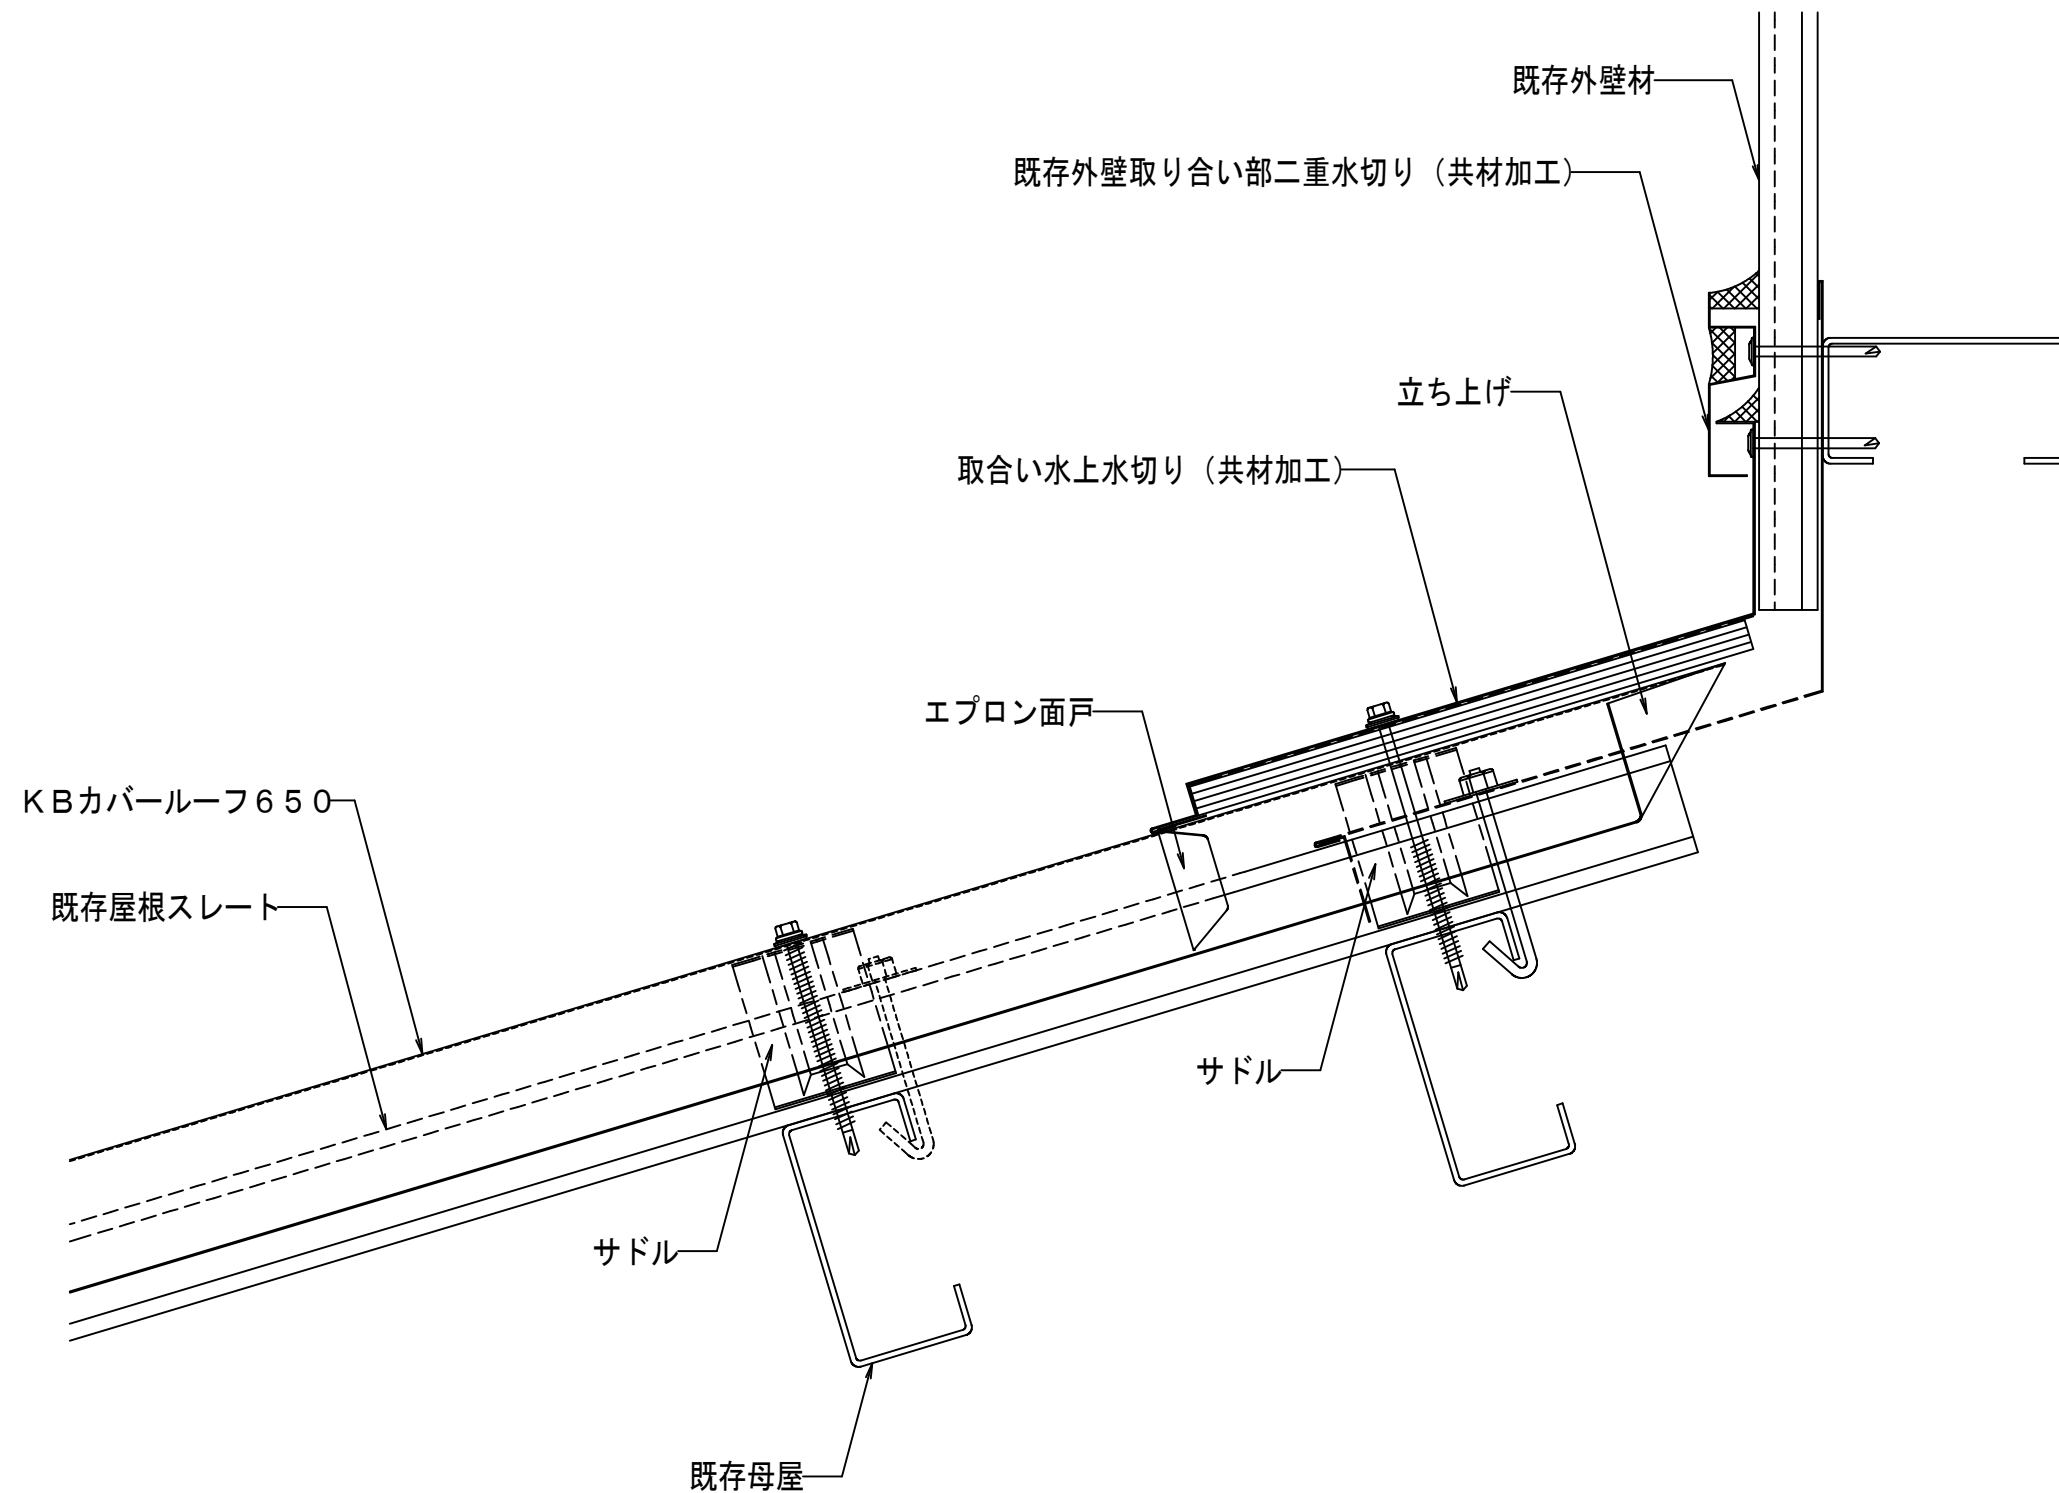 既存外壁材
既存外壁取り合い部二重水切り（共材加工）
立ち上げ
取合い水上水切り（共材加工）
エプロン面戸
ＫＢカバールーフ６５０
既存屋根スレート
サドル
サドル
既存母屋